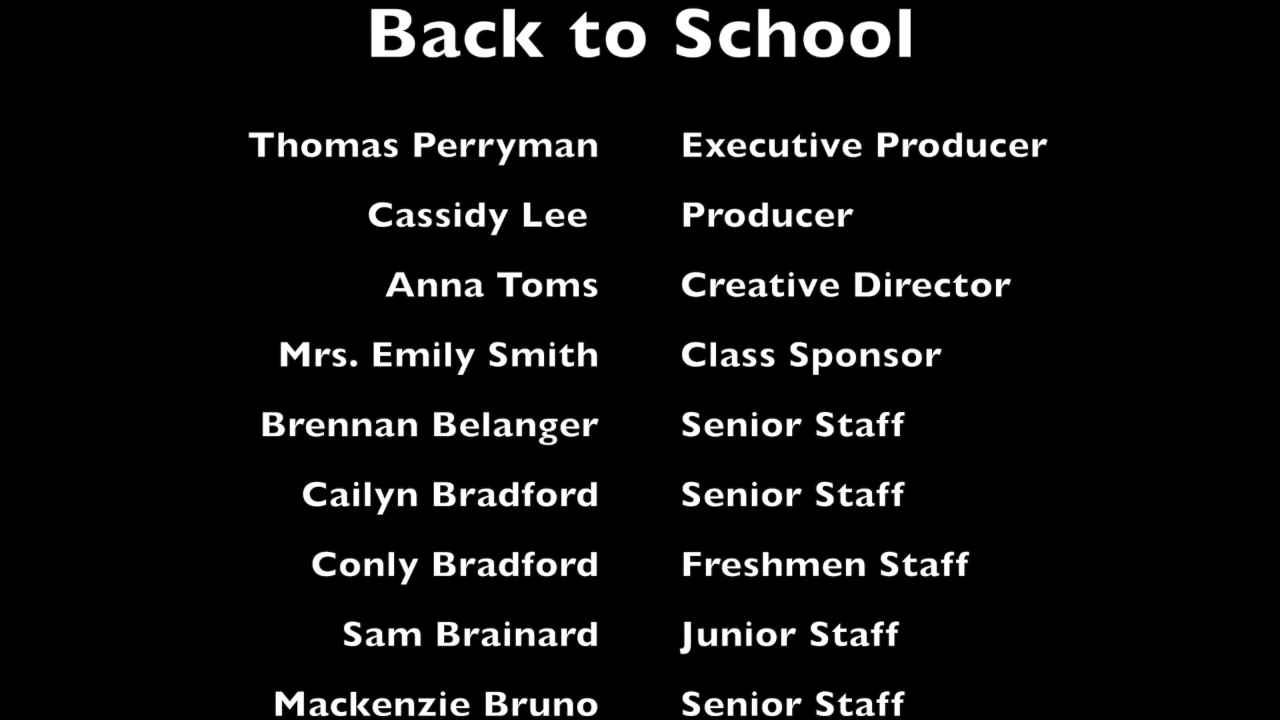 Back to School
Thomas Perryman Executive Producer
Cassidy Lee Producer
Anna Toms Creative Director
Mrs. Emily Smith Class Sponsor
Brennan Belanger Senior Staff
Cailyn Bradford Senior Staff
Conly Bradford Freshmen Staff
Sam Brainard Junior Staff
Mackenzie Bruno Senior Staff